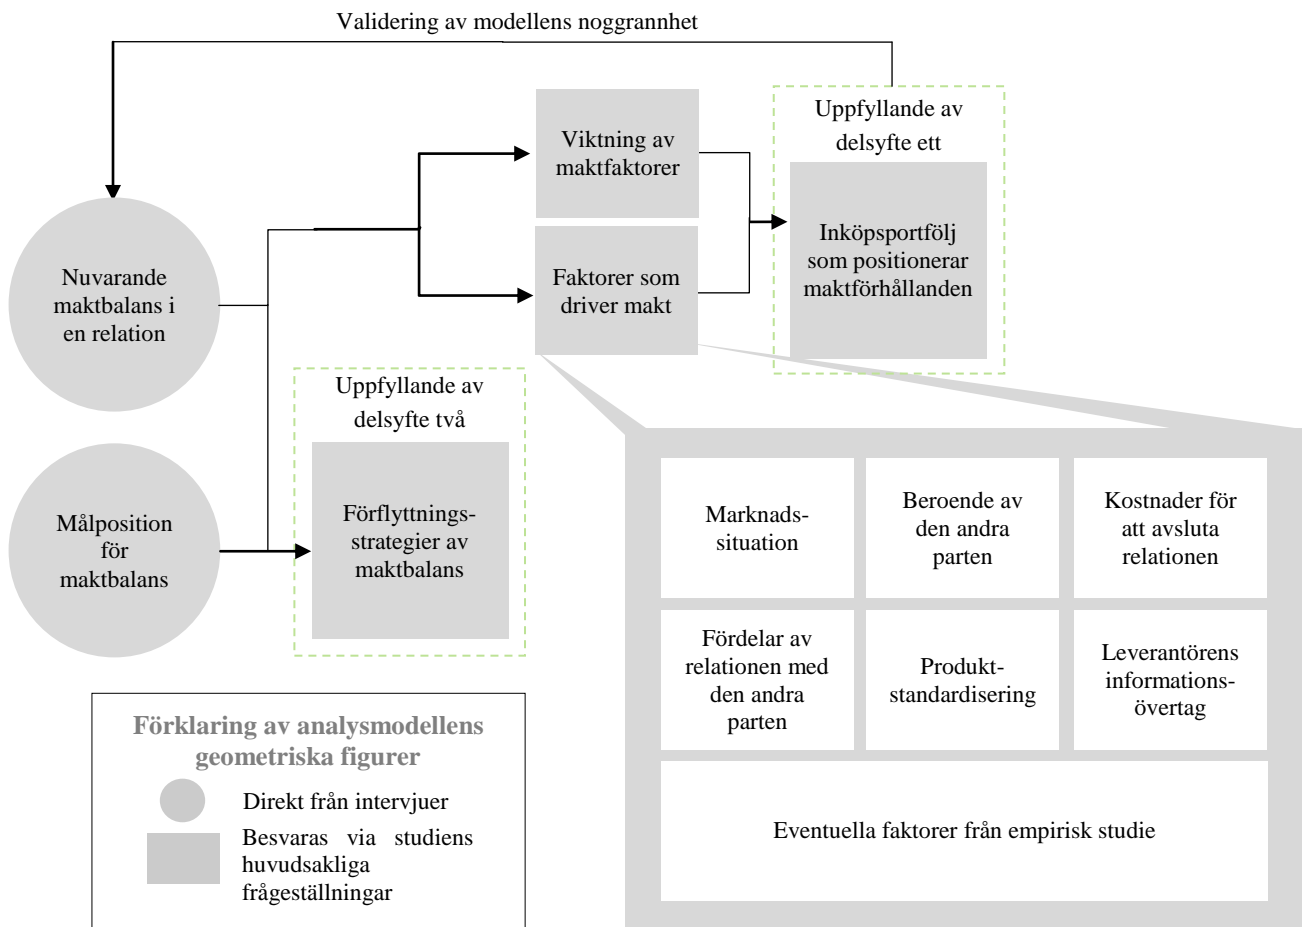 Validering av modellens noggrannhet
Viktning av
maktfaktorer
Uppfyllande av
delsyfte ett
Nuvarande
maktbalans i
en relation
Faktorer som
driver makt
Inköpsportfölj
som positionerar
maktförhållanden
Uppfyllande av
delsyfte två
Målposition
för
maktbalans
Förflyttnings-
strategier av
maktbalans
Marknads-
situation
Beroende av
den andra
parten
Kostnader för
att avsluta
relationen
Fördelar av
relationen med
den andra
parten
Produkt-
standardisering
Leverantörens
informations-
övertag
Eventuella faktorer från empirisk studie
Förklaring av analysmodellens
geometriska figurer
Direkt från intervjuer
Besvaras via studiens
huvudsakliga
frågeställningar